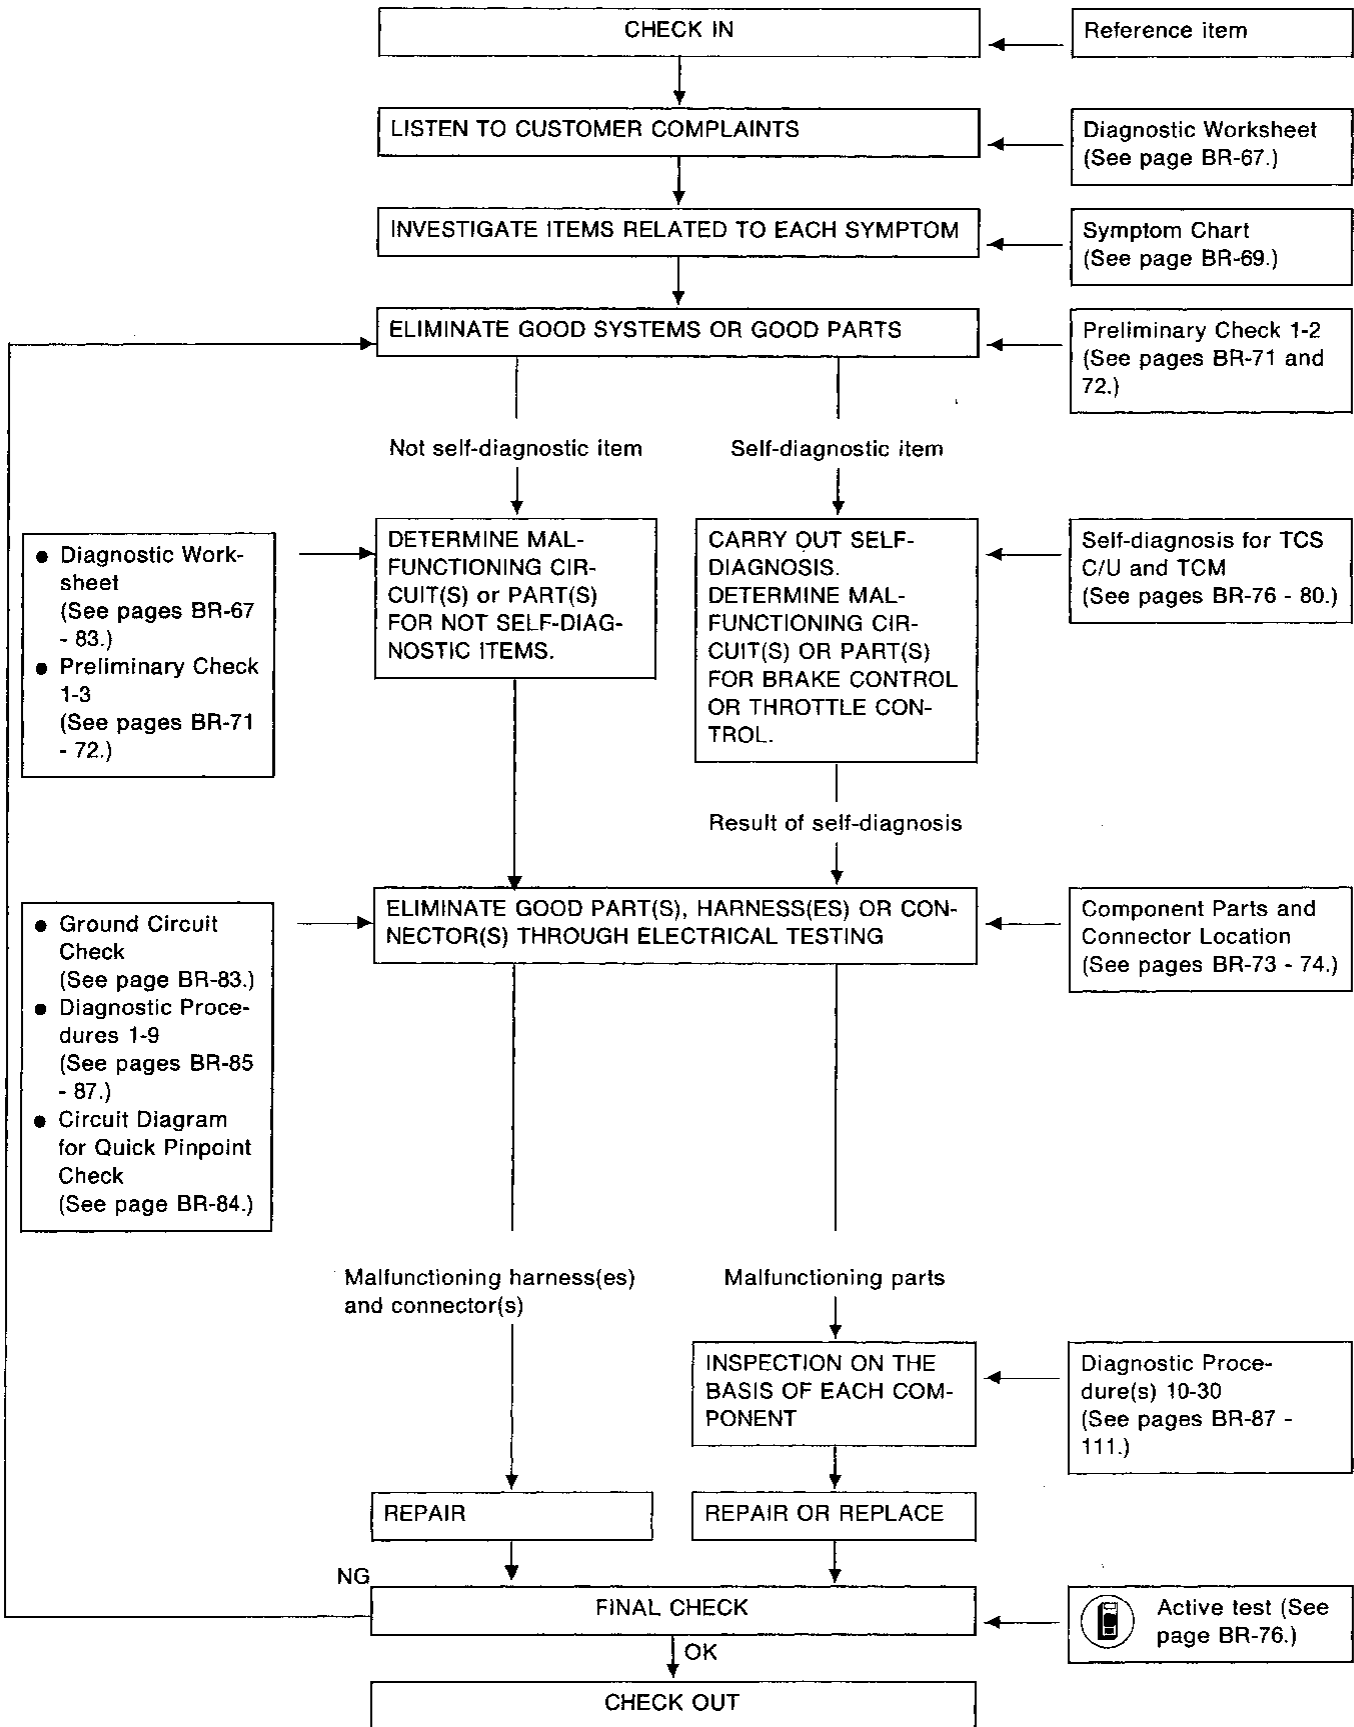 CHECK IN
Reference item
LISTEN TO CUSTOMER COMPLAINTS
Diagnostic Worksheet
(See page BR-67.)
INVESTIGATE ITEMS RELATED TO EACH SYMPTOM
Symptom Chart
(See page BR-69.)
ELIMINATE GOOD SYSTEMS OR GOOD PARTS
Preliminary Check 1-2
(See pages BR-71 and
72.)
Not self-diagnostic item
Self-diagnostic item
● Diagnostic Work-
sheet
(See pages BR-67
- 83.)
● Preliminary Check
1-3
(See pages BR-71
- 72.)
DETERMINE MAL-
FUNCTIONING CIR-
CUIT(S) or PART(S)
FOR NOT SELF-DIAG-
NOSTIC ITEMS.
CARRY OUT SELF-
DIAGNOSIS.
DETERMINE MAL-
FUNCTIONING CIR-
CUIT(S) OR PART(S)
FOR BRAKE CONTROL
OR THROTTLE CON-
TROL.
Self-diagnosis for TCS
C/U and TCM
(See pages BR-76 - 80.)
Result of self-diagnosis
● Ground Circuit
Check
(See page BR-83.)
● Diagnostic Proce-
dures 1-9
(See pages BR-85
- 87.)
● Circuit Diagram
for Quick Pinpoint
Check
(See page BR-84.)
ELIMINATE GOOD PART(S), HARNESS(ES) OR CON-
NECTOR(S) THROUGH ELECTRICAL TESTING
Component Parts and
Connector Location
(See pages BR-73 - 74.)
Malfunctioning harness(es)
and connector(s)
Malfunctioning parts
INSPECTION ON THE
BASIS OF EACH COM-
PONENT
Diagnostic Proce-
dure(s) 10-30
(See pages BR-87 -
111.)
REPAIR
REPAIR OR REPLACE
NG
FINAL CHECK
Active test (See
page BR-76.)
OK
CHECK OUT